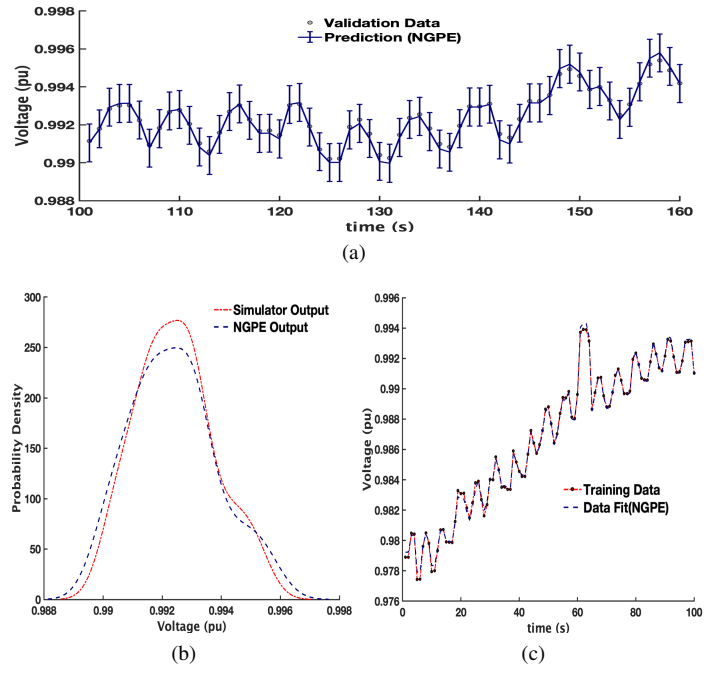 0.998
0.996
0.994
0.992
0.99
0.988
Voltage (pu)
Validation Data
Prediction (NGPE)
100 110 120 130 140 150 160
time (s)
(a)
300
250
200
150
100
50
0
Probability Density
Simulator Output
NGPE Output
0.988 0.99 0.992 0.994 0.996 0.998
Voltage (pu)
(b)
0.996
0.994
0.992
0.99
0.988
0.986
0.984
0.982
0.98
0.978
0.976
Voltage (pu)
Training Data
Data Fit(NGPE)
0 20 40 60 80 100
time (s)
(c)